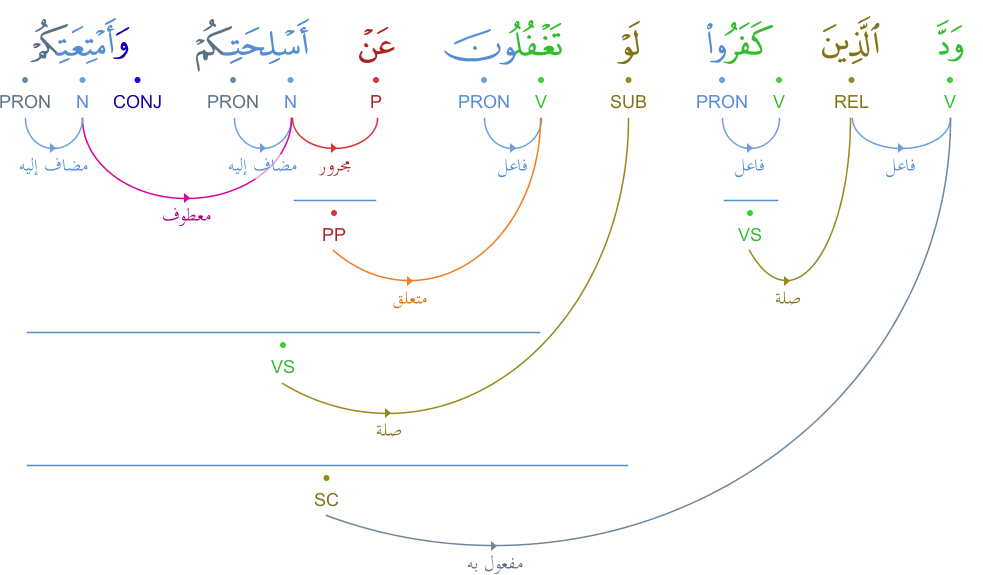 وَدَّ ٱلَّذِينَ كَفَرُوا۟ لَوْ تَغْفُلُونَ عَنْ أَسْلِحَتِكُمْ وَأَمْتِعَتِكُمْ
V REL V PRON SUB V PRON P N PRON CONJ N PRON
فاعل فاعل فاعل مجرور مضاف إليه مضاف إليه
معطوف
VS PP
صلة متعلق
VS
صلة
SC
مفعول به